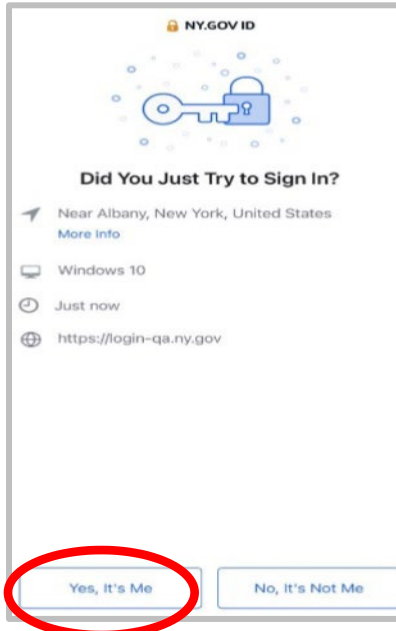 NY.GOV ID
Did You Just Try to Sign In?
Near Albany, New York, United States
More Info
Windows 10
Just now
https://login-qa.ny.gov
Yes, It's Me
No, It's Not Me